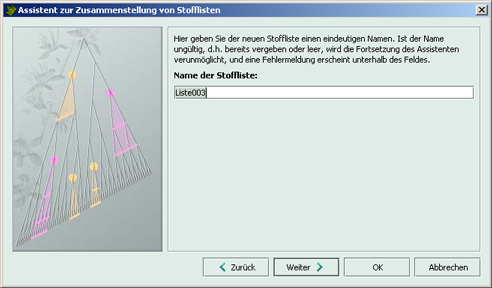 Assistent zur Zusammenstellung von Stofflisten
Hier geben Sie der neuen Stoffliste einen eindeutigen Namen. Ist der Name
ungültig, d.h. bereits vergeben oder leer, wird die Fortsetzung des Assistenten
verunmöglicht, und eine Fehlermeldung erscheint unterhalb des Feldes.
Name der Stoffliste:
Liste003
Zurück
Weiter
OK
Abbrechen